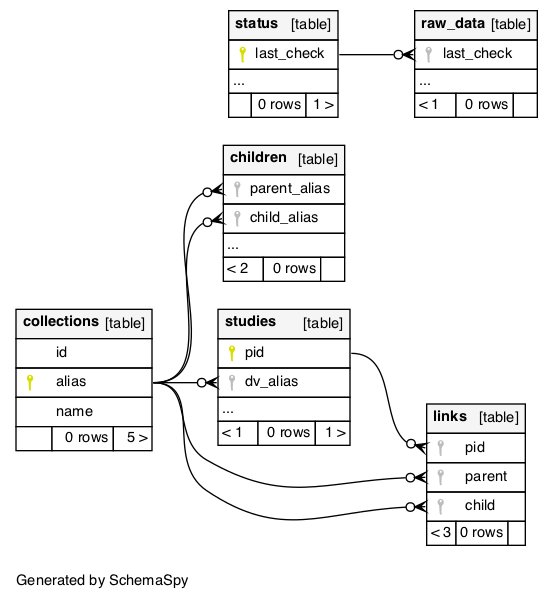 status [table]
last_check
...
0 rows 1 >
raw_data [table]
last_check
...
< 1 0 rows
children [table]
parent_alias
child_alias
...
< 2 0 rows
collections [table]
id
alias
name
0 rows 5 >
studies [table]
pid
dv_alias
...
< 1 0 rows 1 >
links [table]
pid
parent
child
< 3 0 rows
Generated by SchemaSpy